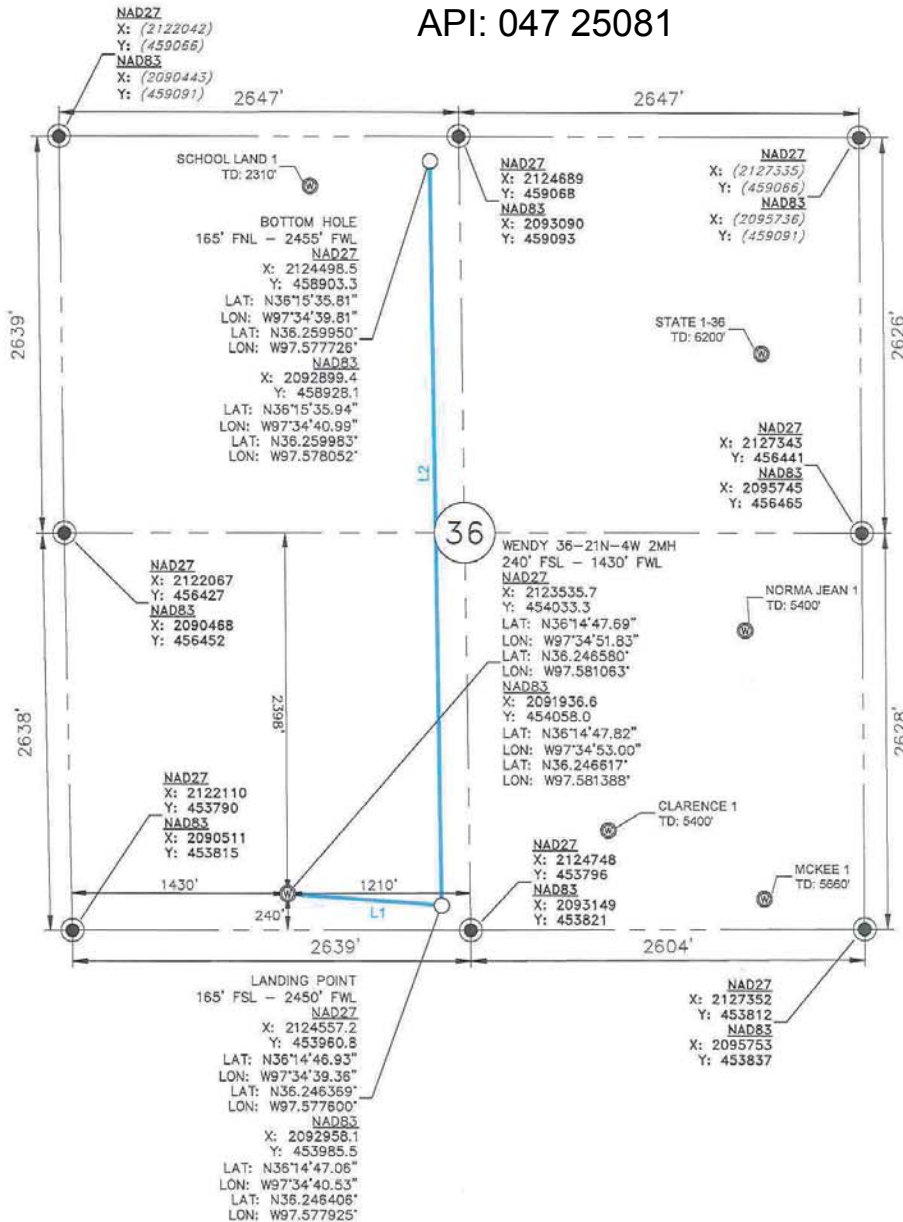 API: 047 25081
NAD27
X: (2122042)
Y: (459066)
NAD83
X: (2090443)
Y: (459091)
2647'
2647'
SCHOOL LAND 1
TD: 2310'
W
NAD27
X: 2124689
Y: 459068
NAD83
X: 2093090
Y: 459093
NAD27
X: (2127335)
Y: (459066)
NAD83
X: (2095736)
Y: (459091)
BOTTOM HOLE
165' FNL - 2455' FWL
NAD27
X: 2124498.5
Y: 458903.3
LAT: N36°15'35.81"
LON: W97°34'39.81"
LAT: N36.259950°
LON: W97.577726°
NAD83
X: 2092899.4
Y: 458928.1
LAT: N36°15'35.94"
LON: W97°34'40.99"
LAT: N36.259983°
LON: W97.578052°
2639'
2626'
STATE 1-36
TD: 6200'
W
L2
NAD27
X: 2127343
Y: 456441
NAD83
X: 2095745
Y: 456465
36
NAD27
X: 2122067
Y: 456427
NAD83
X: 2090468
Y: 456452
WENDY 36-21N-4W 2MH
240' FSL - 1430' FWL
NAD27
X: 2123535.7
Y: 454033.3
LAT: N36°14'47.69"
LON: W97°34'51.83"
LAT: N36.246580°
LON: W97.581063°
NAD83
X: 2091936.6
Y: 454058.0
LAT: N36°14'47.82"
LON: W97°34'53.00"
LAT: N36.246617°
LON: W97.581388°
NORMA JEAN 1
TD: 5400'
W
2398'
2638'
2628'
NAD27
X: 2122110
Y: 453790
NAD83
X: 2090511
Y: 453815
CLARENCE 1
TD: 5400'
W
NAD27
X: 2124748
Y: 453796
NAD83
X: 2093149
Y: 453821
MCKEE 1
TD: 5660'
W
1430'
W
1210'
240'
L1
2639'
2604'
LANDING POINT
165' FSL - 2450' FWL
NAD27
X: 2124557.2
Y: 453960.8
LAT: N36°14'46.93"
LON: W97°34'39.36"
LAT: N36.246369°
LON: W97.577600°
NAD83
X: 2092958.1
Y: 453985.5
LAT: N36°14'47.06"
LON: W97°34'40.53"
LAT: N36.246406°
LON: W97.577925°
NAD27
X: 2127352
Y: 453812
NAD83
X: 2095753
Y: 453837